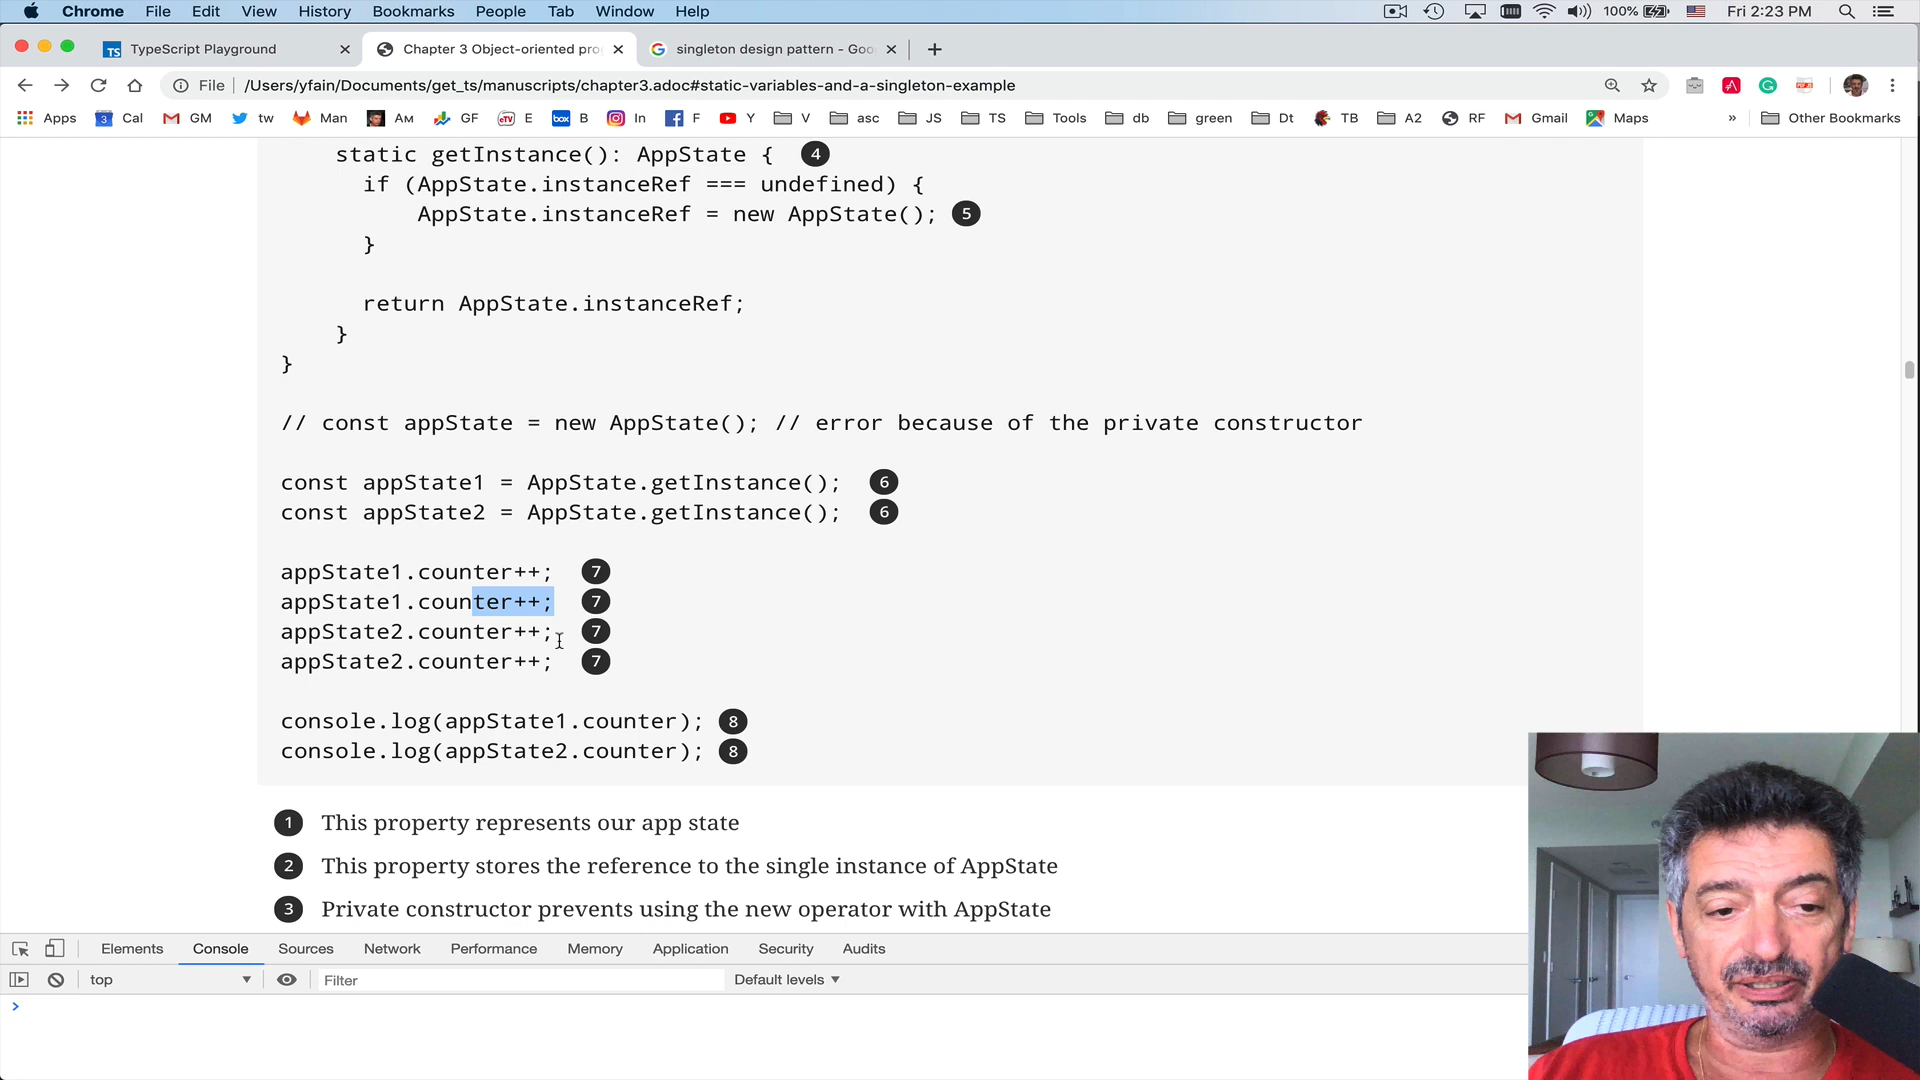 Chrome File Edit View History Bookmarks People Tab Window Help 100% Fri 2:23 PM
TS TypeScript Playground Chapter 3 Object-oriented pro singleton design pattern - Goo
File /Users/yfain/Documents/get_ts/manuscripts/chapter3.adoc#static-variables-and-a-singleton-example
Apps 3 Cal GM tw Man Ам GF E box B In F Y V asc JS TS Tools db green Dt TB A2 RF Gmail Maps » Other Bookmarks
static getInstance(): AppState { 4
if (AppState.instanceRef === undefined) {
AppState.instanceRef = new AppState(); 5
}
return AppState.instanceRef;
}
}
// const appState = new AppState(); // error because of the private constructor
const appState1 = AppState.getInstance(); 6
const appState2 = AppState.getInstance(); 6
appState1.counter++; 7
appState1.counter++; 7
appState2.counter++; 7
appState2.counter++; 7
console.log(appState1.counter); 8
console.log(appState2.counter); 8
1 This property represents our app state
2 This property stores the reference to the single instance of AppState
3 Private constructor prevents using the new operator with AppState
Elements Console Sources Network Performance Memory Application Security Audits
top Filter Default levels
>